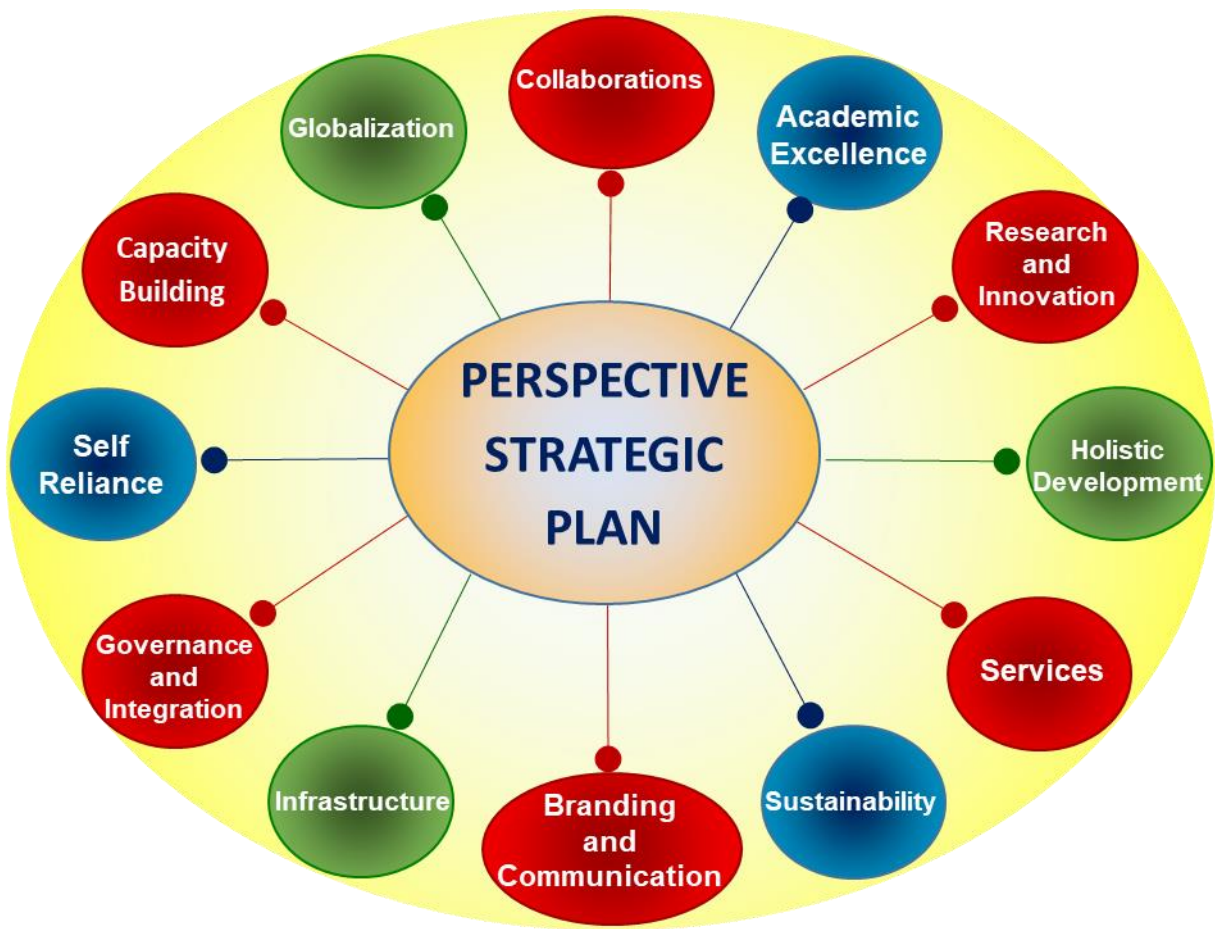 Collaborations
Academic
Excellence
Research
and
Innovation
Holistic
Development
Services
Sustainability
Branding
and
Communication
Infrastructure
Governance
and
Integration
Self
Reliance
Capacity
Building
Globalization
PERSPECTIVE
STRATEGIC
PLAN